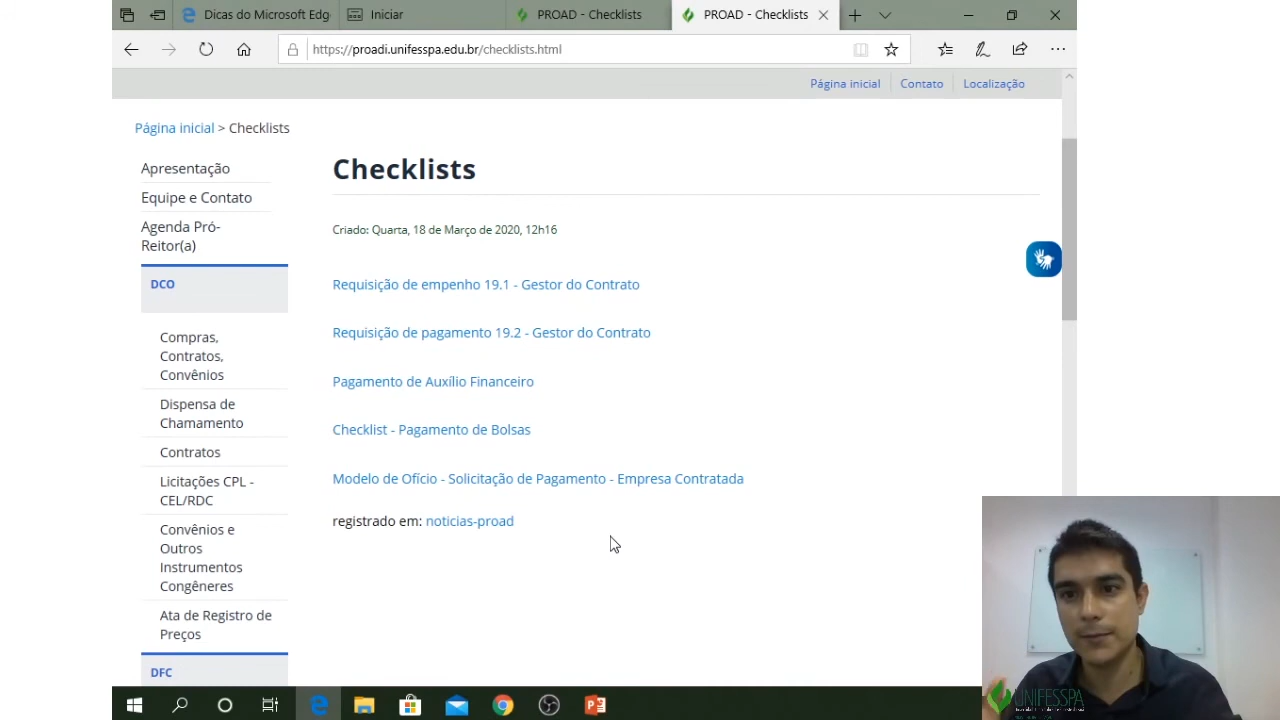 Dicas do Microsoft Edg
Iniciar
PROAD - Checklists
PROAD - Checklists
https://proadi.unifesspa.edu.br/checklists.html
Página inicial
Contato
Localização
Página inicial > Checklists
Apresentação
Equipe e Contato
Agenda Pró-
Reitor(a)
DCO
Compras,
Contratos,
Convênios
Dispensa de
Chamamento
Contratos
Licitações CPL -
CEL/RDC
Convênios e
Outros
Instrumentos
Congêneres
Ata de Registro de
Preços
DFC
Checklists
Criado: Quarta, 18 de Março de 2020, 12h16
Requisição de empenho 19.1 - Gestor do Contrato
Requisição de pagamento 19.2 - Gestor do Contrato
Pagamento de Auxílio Financeiro
Checklist - Pagamento de Bolsas
Modelo de Ofício - Solicitação de Pagamento - Empresa Contratada
registrado em: noticias-proad
UNIFESSPA